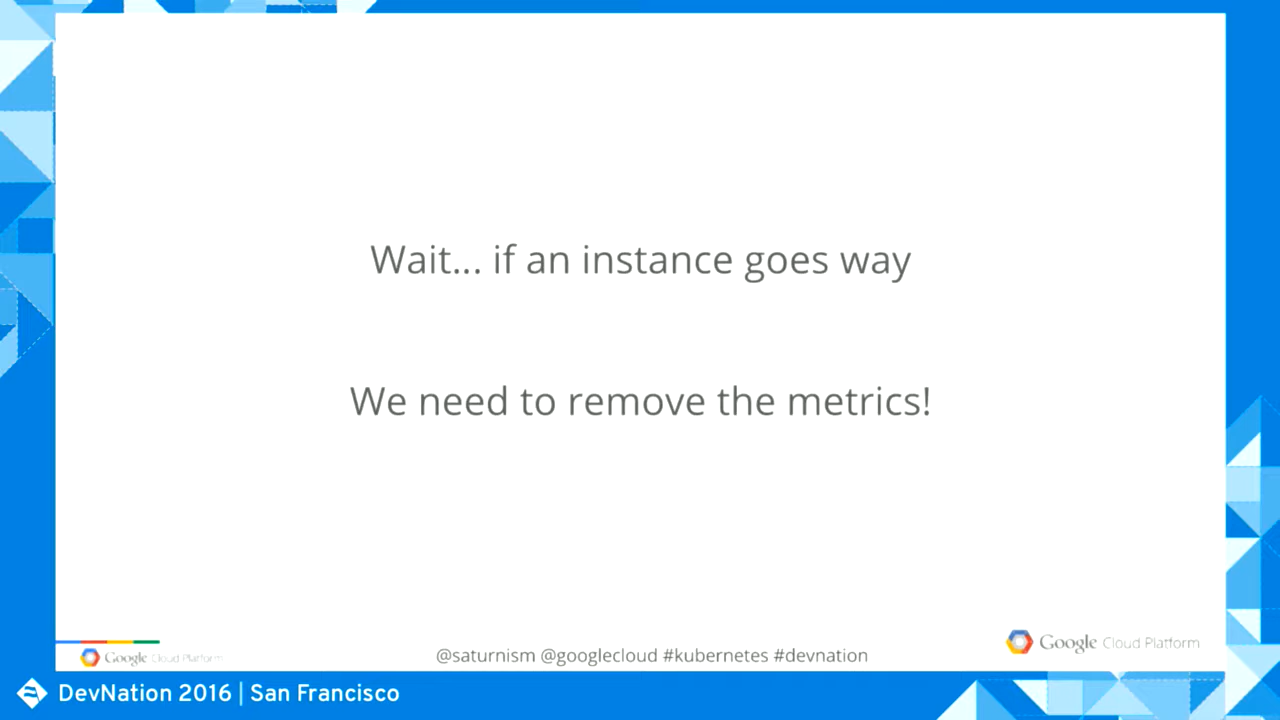 Wait... if an instance goes way
We need to remove the metrics!
Google Cloud Platform
@saturnism @googlecloud #kubernetes #devnation
Google Cloud Platform
DevNation 2016 | San Francisco